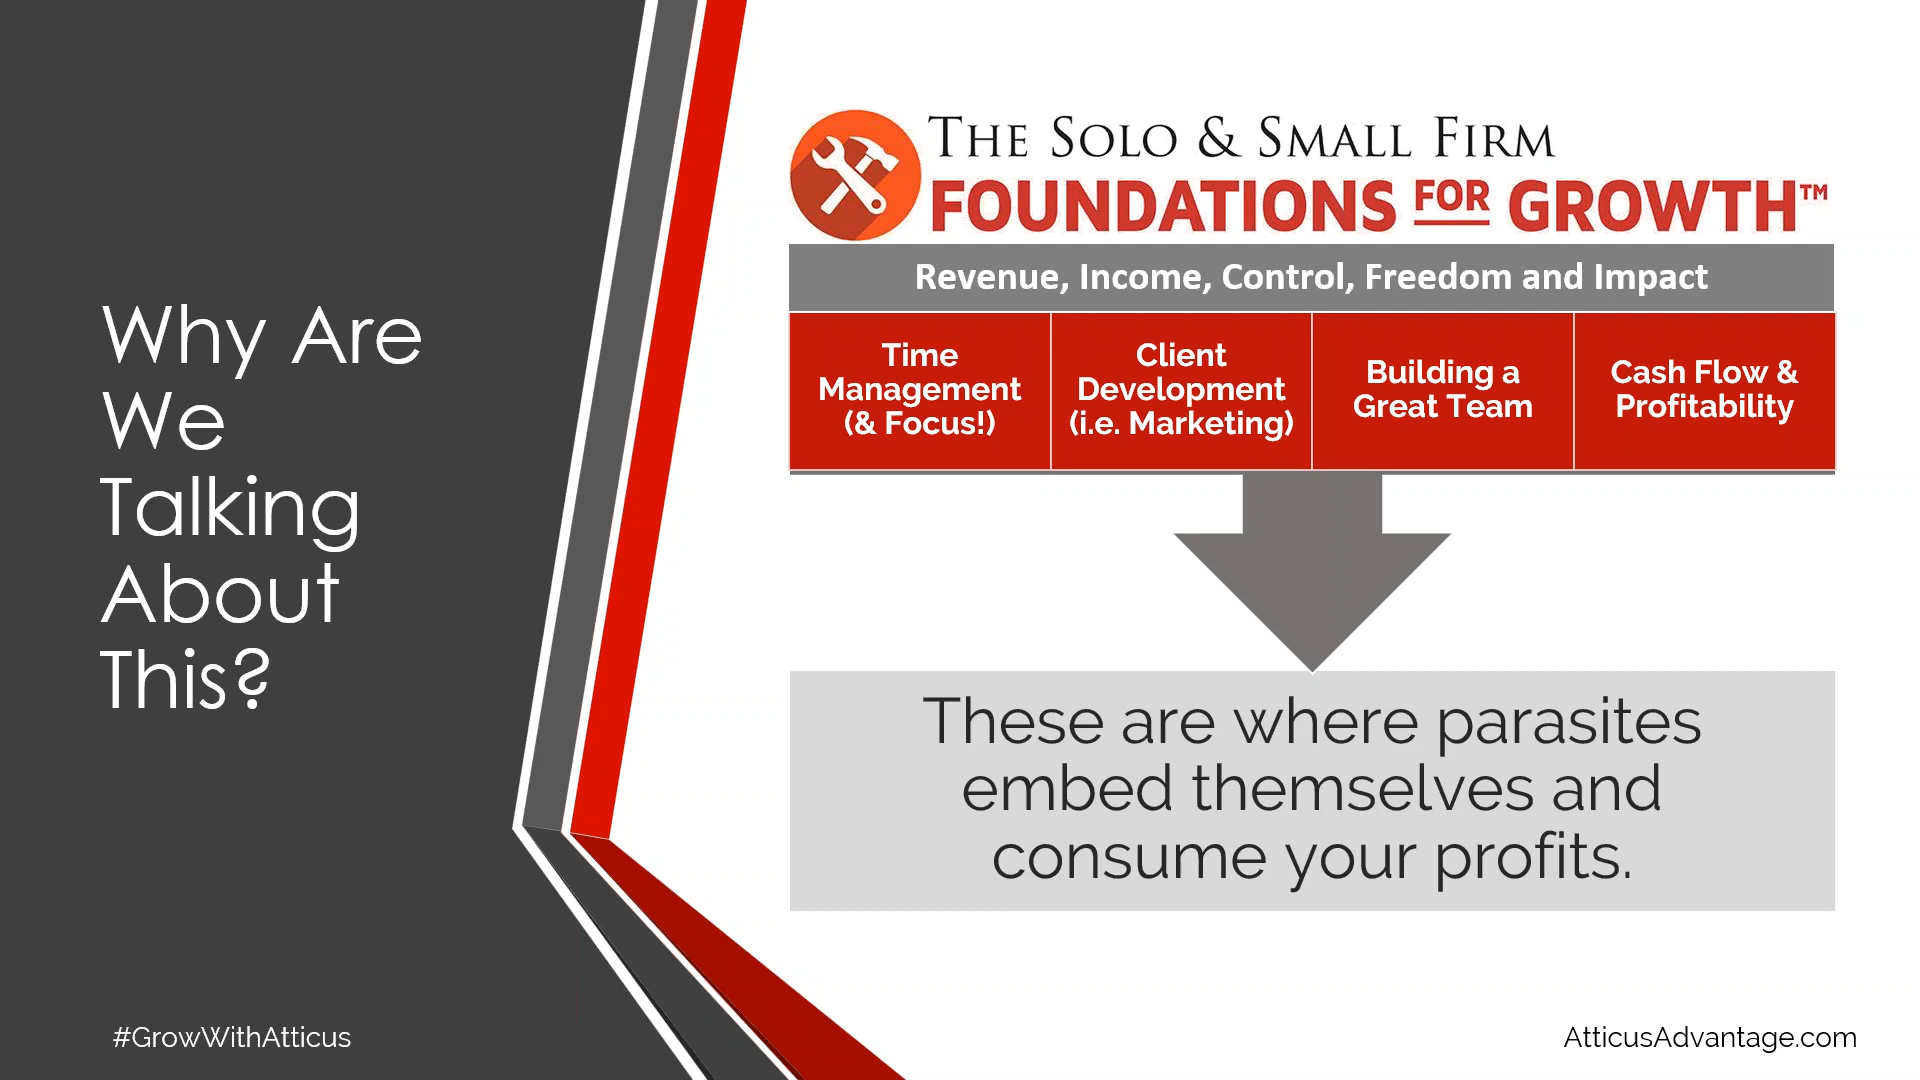 Why Are
We
Talking
About
This?
THE SOLO & SMALL FIRM
FOUNDATIONS FOR GROWTH™
Revenue, Income, Control, Freedom and Impact
Time
Management
(& Focus!)
Client
Development
(i.e. Marketing)
Building a
Great Team
Cash Flow &
Profitability
These are where parasites
embed themselves and
consume your profits.
#GrowWithAtticus
AtticusAdvantage.com